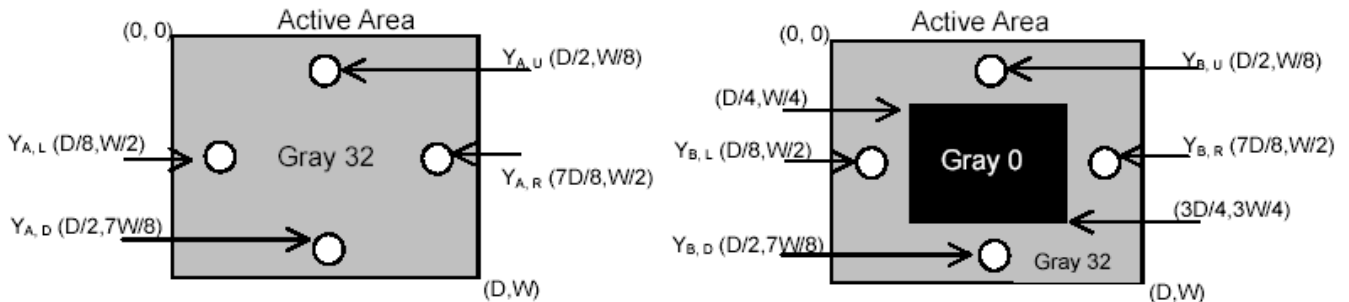 Active Area
(0, 0)
Y_A, U (D/2,W/8)
Y_A, L (D/8,W/2)
Gray 32
Y_A, R (7D/8,W/2)
Y_A, D (D/2,7W/8)
(D,W)
Active Area
(0, 0)
Y_B, U (D/2,W/8)
(D/4,W/4)
Y_B, L (D/8,W/2)
Gray 0
Y_B, R (7D/8,W/2)
(3D/4,3W/4)
Y_B, D (D/2,7W/8)
Gray 32
(D,W)